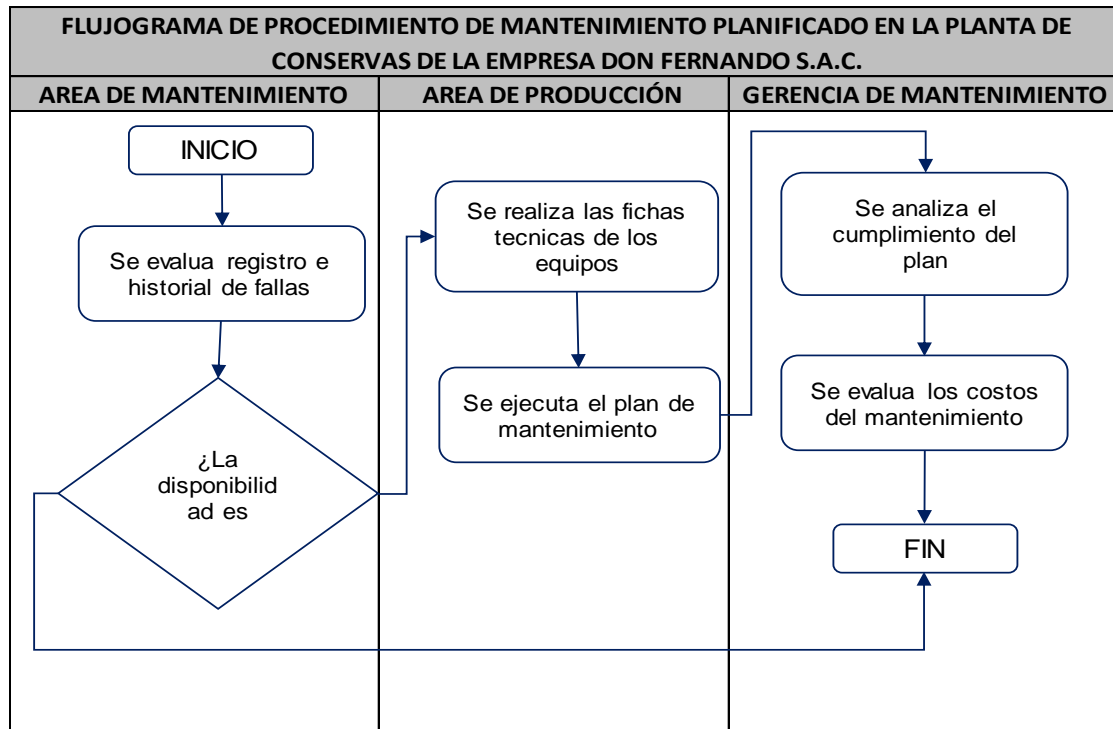 FLUJOGRAMA DE PROCEDIMIENTO DE MANTENIMIENTO PLANIFICADO EN LA PLANTA DE
CONSERVAS DE LA EMPRESA DON FERNANDO S.A.C.
AREA DE MANTENIMIENTO
AREA DE PRODUCCIÓN
GERENCIA DE MANTENIMIENTO
INICIO
Se evalua registro e
historial de fallas
¿La
disponibilid
ad es
Se realiza las fichas
tecnicas de los
equipos
Se ejecuta el plan de
mantenimiento
Se analiza el
cumplimiento del
plan
Se evalua los costos
del mantenimiento
FIN